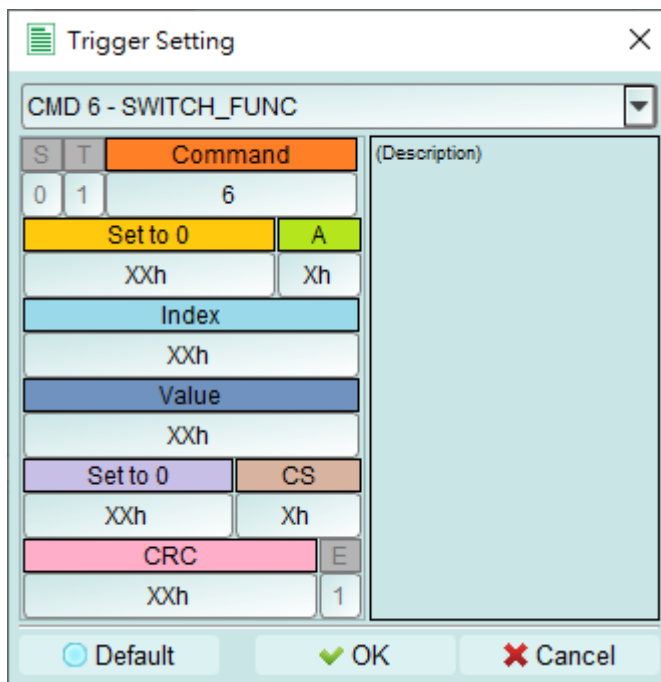 Trigger Setting
CMD 6 - SWITCH_FUNC
S T Command
0 1 6
(Description)
Set to 0 A
XXh Xh
Index
XXh
Value
XXh
Set to 0 CS
XXh Xh
CRC E
XXh 1
Default OK Cancel